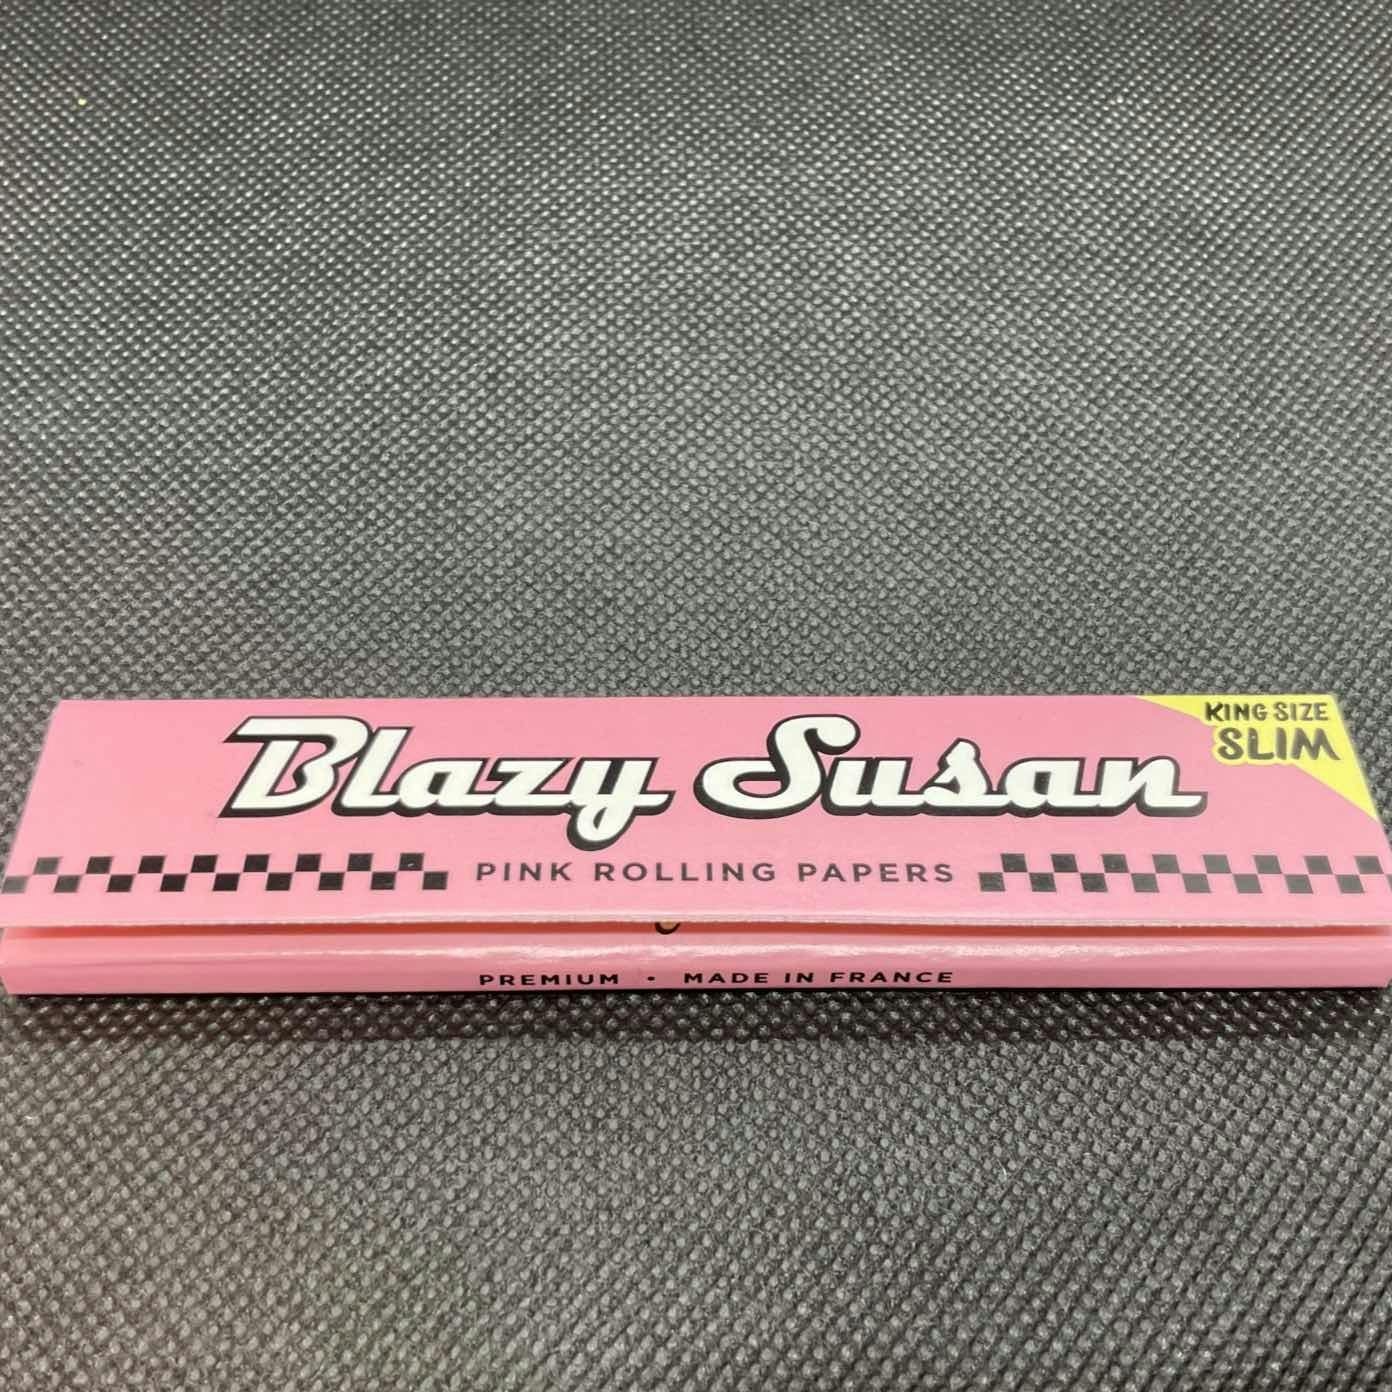 KING SIZE
SLIM
Blazy Susan
PINK ROLLING PAPERS
PREMIUM • MADE IN FRANCE